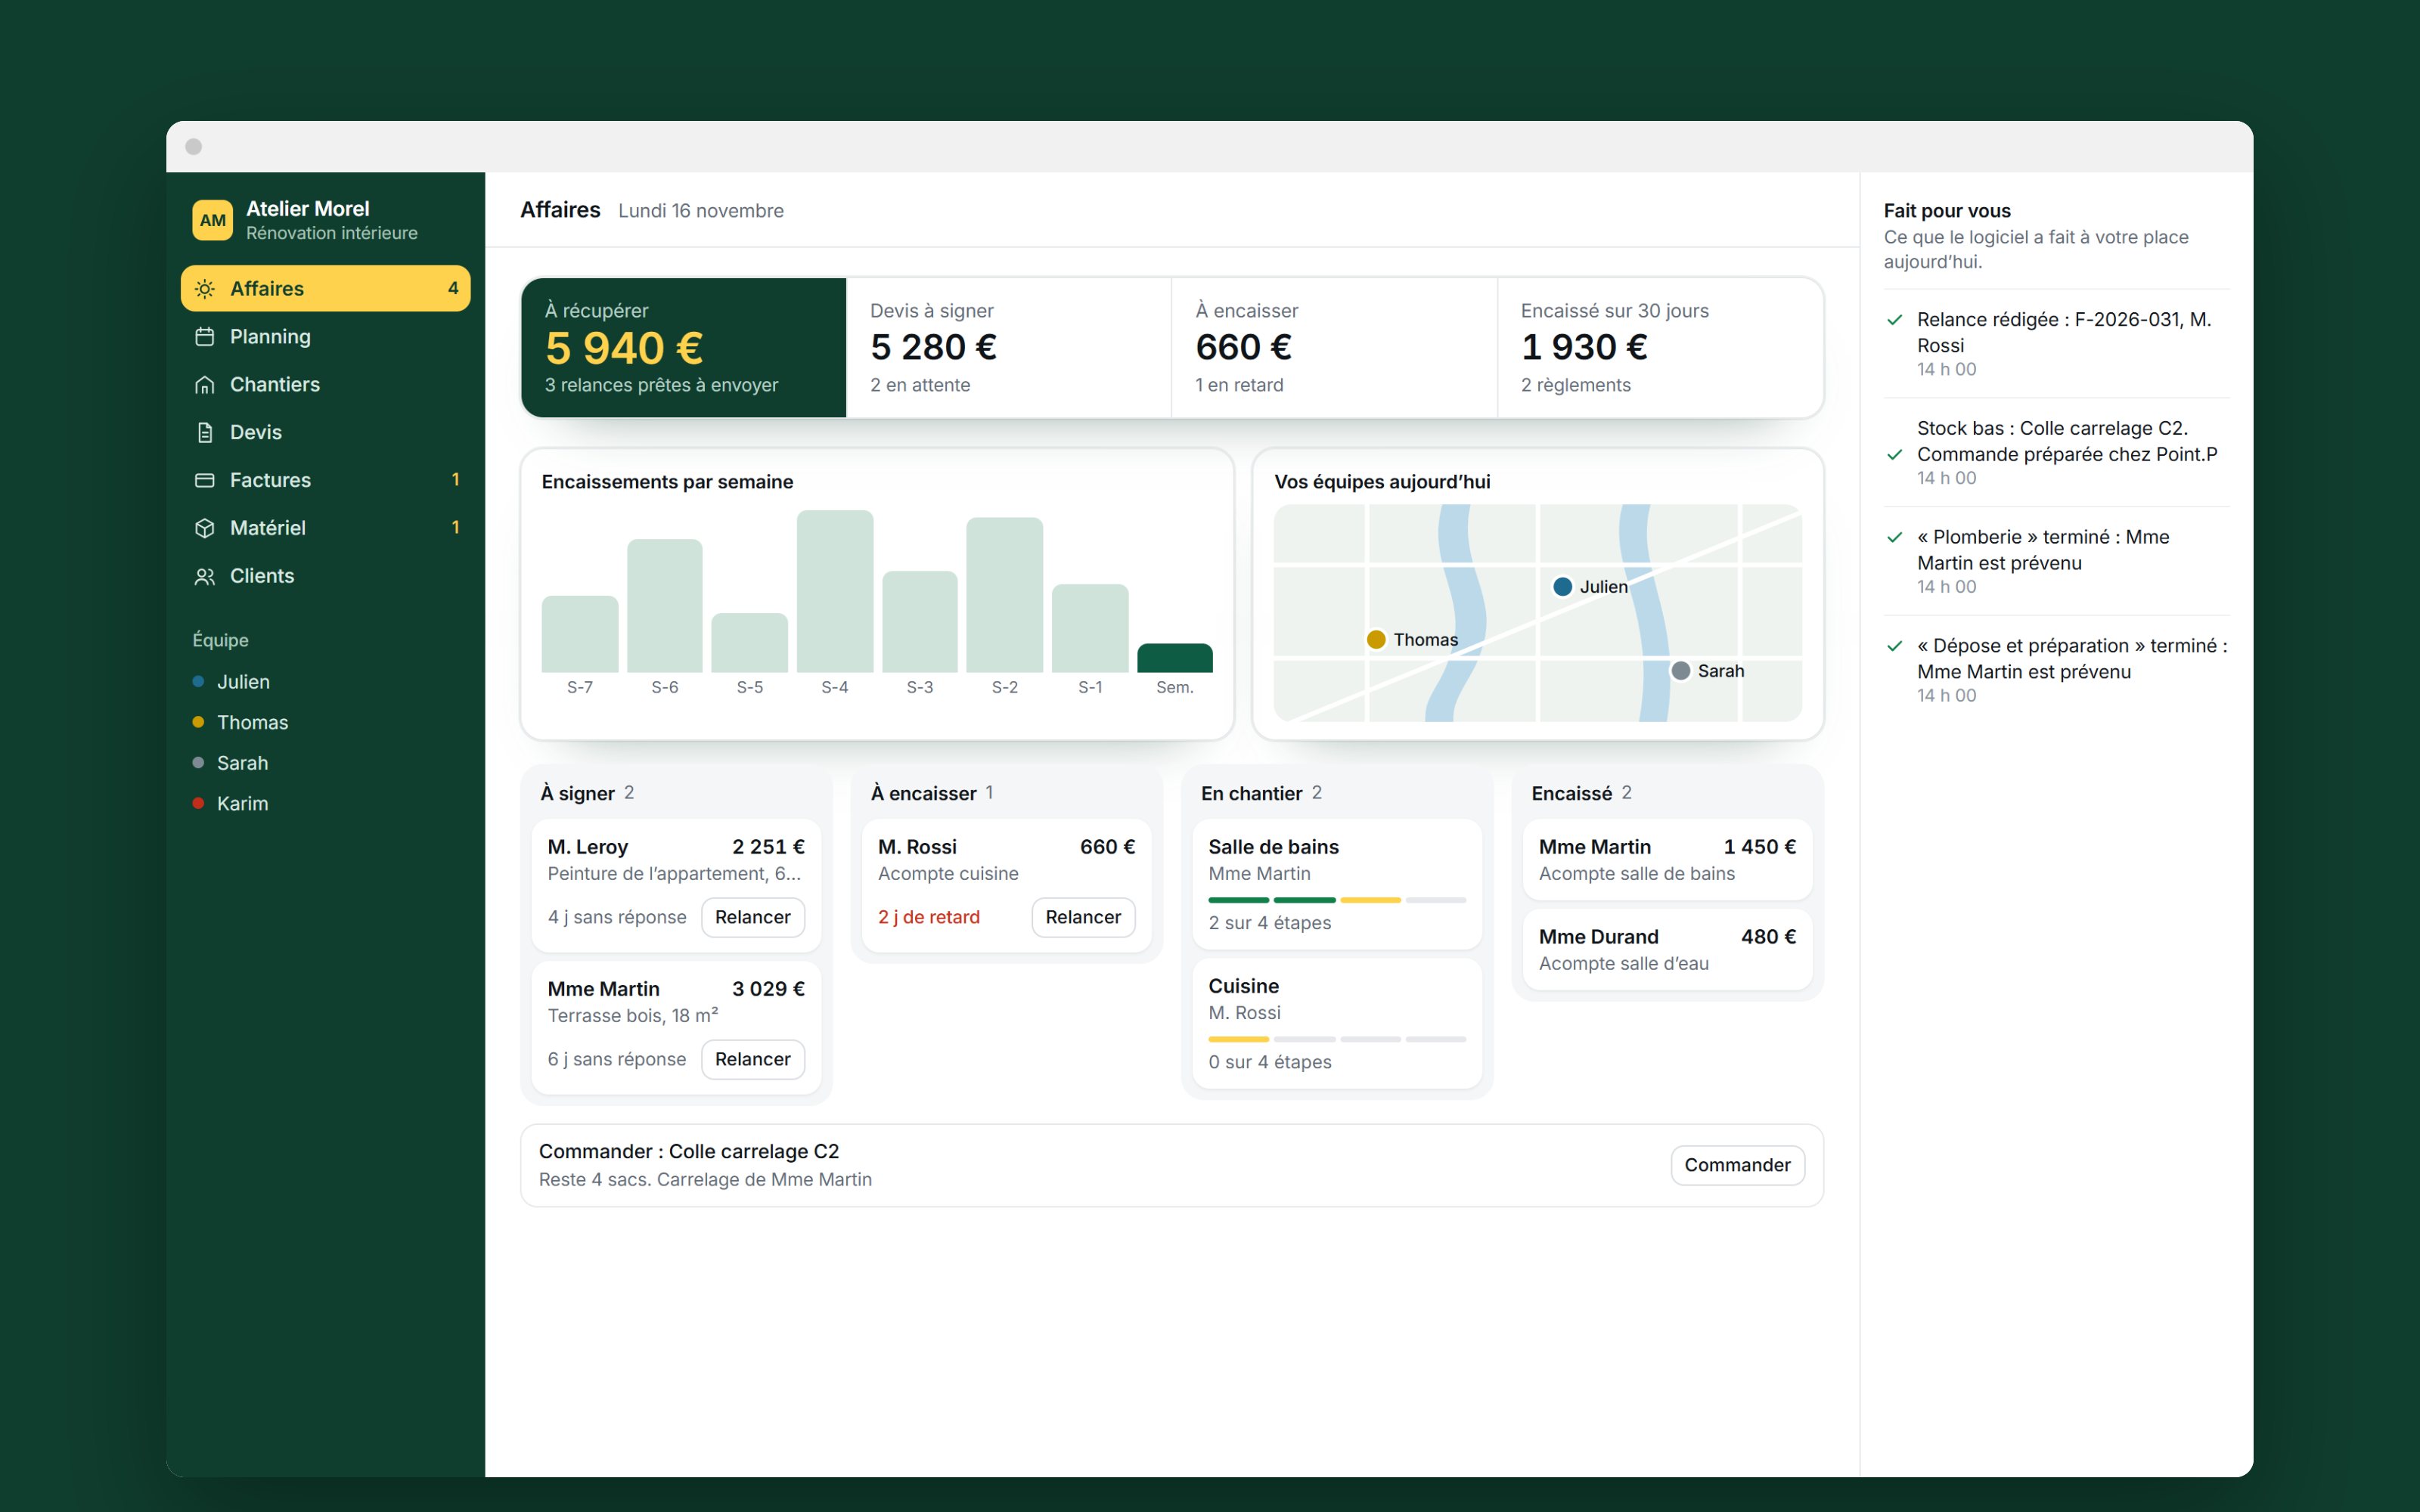 AM
Atelier Morel
Rénovation intérieure
Affaires 4
Planning
Chantiers
Devis
Factures 1
Matériel 1
Clients
Équipe
Julien
Thomas
Sarah
Karim
Affaires Lundi 16 novembre
À récupérer
5 940 €
3 relances prêtes à envoyer
Devis à signer
5 280 €
2 en attente
À encaisser
660 €
1 en retard
Encaissé sur 30 jours
1 930 €
2 règlements
Encaissements par semaine
S-7 S-6 S-5 S-4 S-3 S-2 S-1 Sem.
Vos équipes aujourd’hui
Julien
Thomas
Sarah
À signer 2
M. Leroy 2 251 €
Peinture de l’appartement, 6...
4 j sans réponse Relancer
Mme Martin 3 029 €
Terrasse bois, 18 m²
6 j sans réponse Relancer
À encaisser 1
M. Rossi 660 €
Acompte cuisine
2 j de retard Relancer
En chantier 2
Salle de bains
Mme Martin
2 sur 4 étapes
Cuisine
M. Rossi
0 sur 4 étapes
Encaissé 2
Mme Martin 1 450 €
Acompte salle de bains
Mme Durand 480 €
Acompte salle d’eau
Commander : Colle carrelage C2
Reste 4 sacs. Carrelage de Mme Martin
Commander
Fait pour vous
Ce que le logiciel a fait à votre place
aujourd’hui.
Relance rédigée : F-2026-031, M.
Rossi
14 h 00
Stock bas : Colle carrelage C2.
Commande préparée chez Point.P
14 h 00
« Plomberie » terminé : Mme
Martin est prévenu
14 h 00
« Dépose et préparation » terminé :
Mme Martin est prévenu
14 h 00